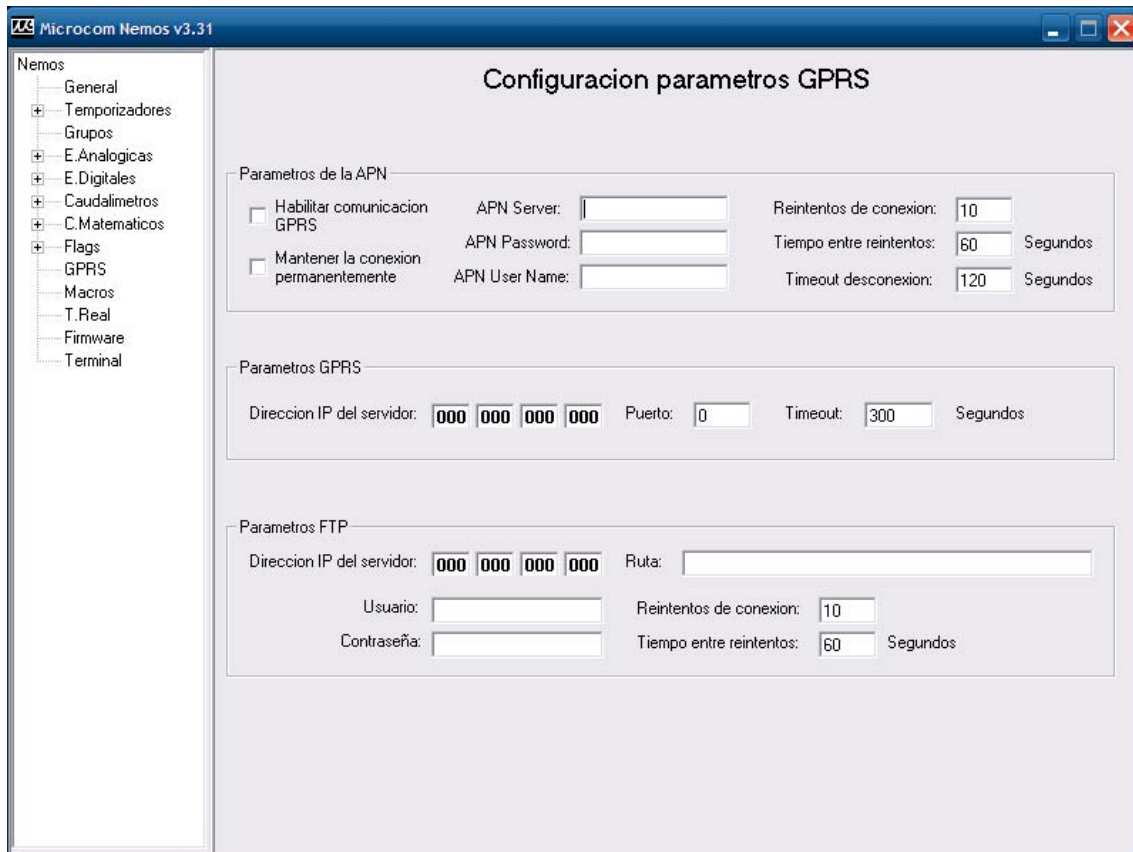 Microcom Nemos v3.31
Nemos
General
Temporizadores
Grupos
E.Analogicas
E.Digitales
Caudalimetros
C.Matematicos
Flags
GPRS
Macros
T.Real
Firmware
Terminal
Configuracion parametros GPRS
Parametros de la APN
Habilitar comunicacion
GPRS
Mantener la conexion
permanentemente
APN Server:
APN Password:
APN User Name:
Reintentos de conexion: 10
Tiempo entre reintentos: 60 Segundos
Timeout desconexion: 120 Segundos
Parametros GPRS
Direccion IP del servidor: 000 000 000 000 Puerto: 0 Timeout: 300 Segundos
Parametros FTP
Direccion IP del servidor: 000 000 000 000 Ruta:
Usuario: Reintentos de conexion: 10
Contraseña: Tiempo entre reintentos: 60 Segundos